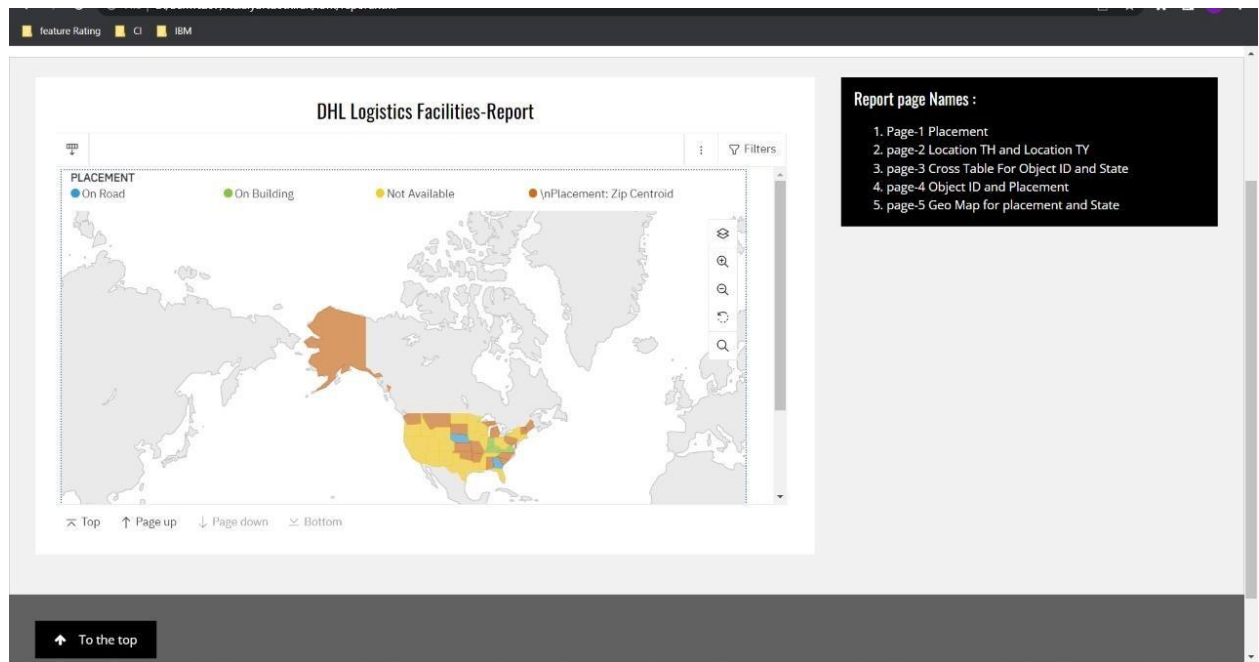 feature Rating CI IBM
DHL Logistics Facilities-Report
Filters
PLACEMENT
On Road On Building Not Available \nPlacement: Zip Centroid
Top Page up Page down Bottom
Report page Names :
1. Page-1 Placement
2. page-2 Location TH and Location TY
3. page-3 Cross Table For Object ID and State
4. page-4 Object ID and Placement
5. page-5 Geo Map for placement and State
To the top